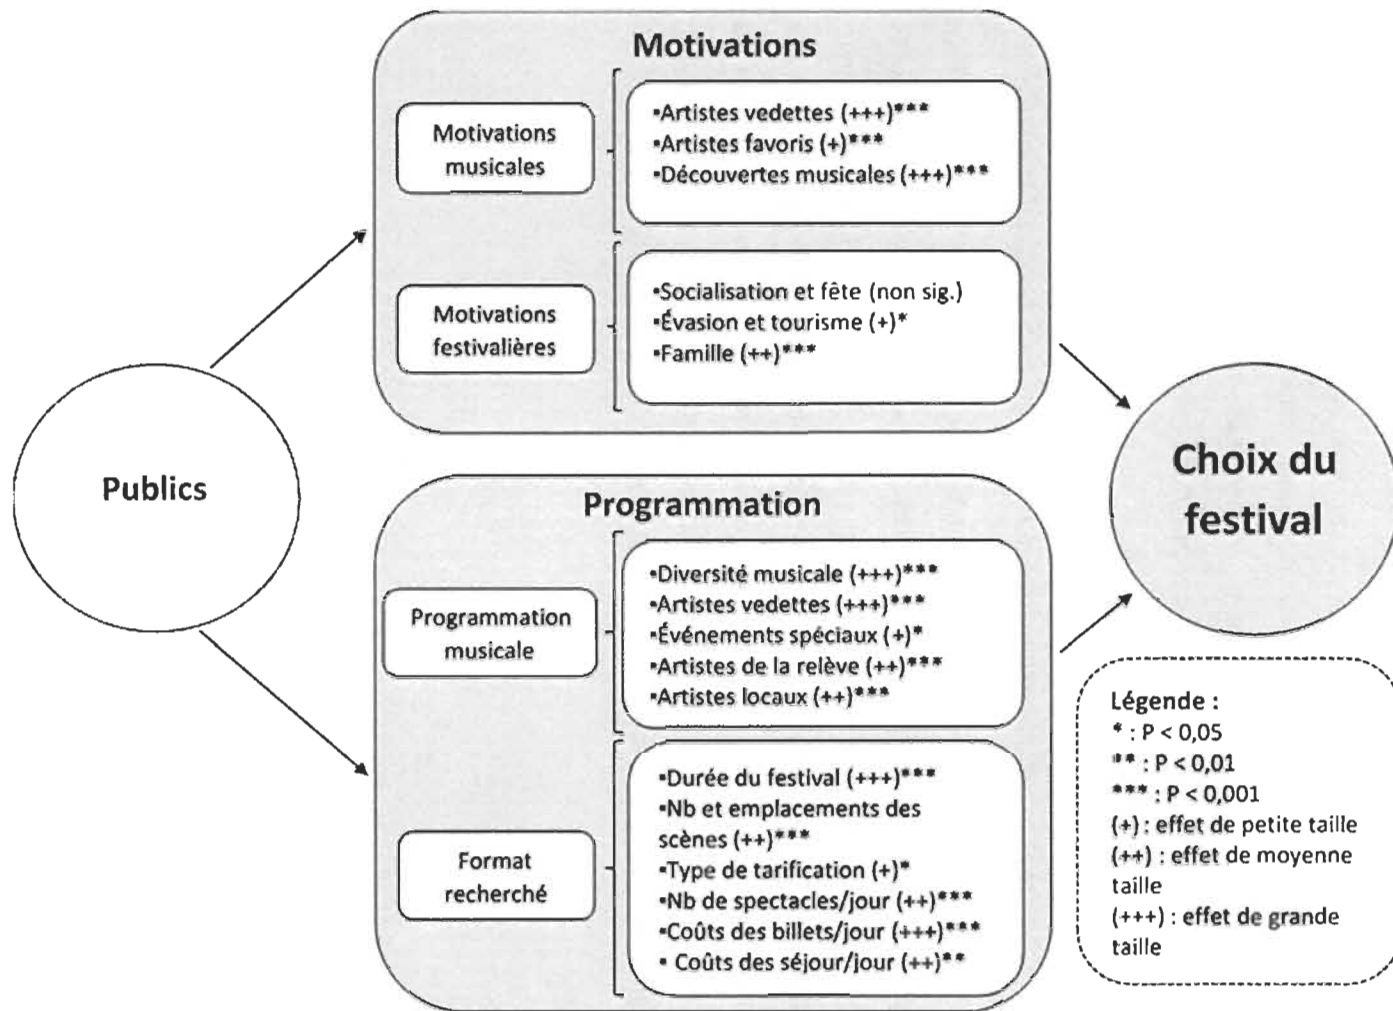 Motivations
Motivations
musicales
▪Artistes vedettes (+++)***
▪Artistes favoris (+)***
▪Découvertes musicales (+++)***
Motivations
festivalières
▪Socialisation et fête (non sig.)
▪Évasion et tourisme (+)*
▪Famille (++)***
Publics
Choix du
festival
Programmation
Programmation
musicale
▪Diversité musicale (+++)***
▪Artistes vedettes (+++)***
▪Événements spéciaux (+)*
▪Artistes de la relève (++)***
▪Artistes locaux (++)***
Format
recherché
▪Durée du festival (+++)***
▪Nb et emplacements des
scènes (++)***
▪Type de tarification (+)*
▪Nb de spectacles/jour (++)***
▪Coûts des billets/jour (+++)***
▪ Coûts des séjour/jour (++)**
Légende :
* : P < 0,05
** : P < 0,01
*** : P < 0,001
(+) : effet de petite taille
(++) : effet de moyenne
taille
(+++) : effet de grande
taille